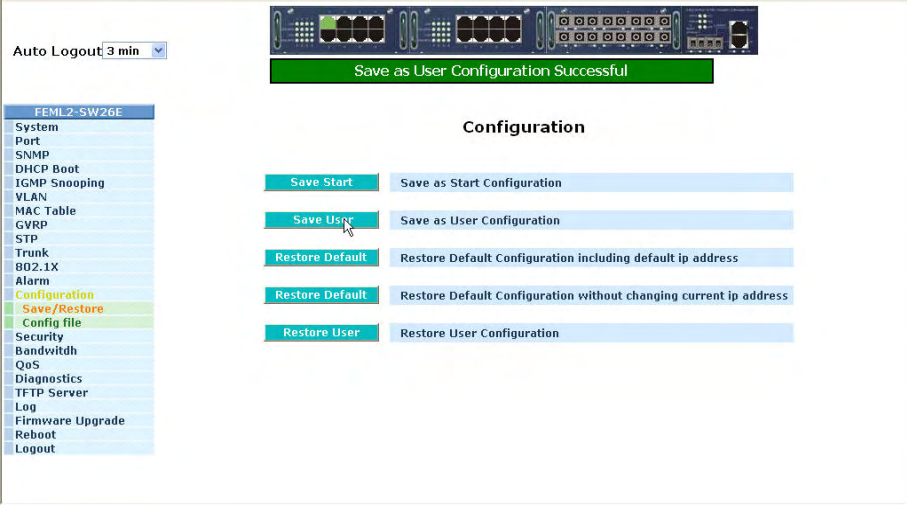 Auto Logout 3 min
Save as User Configuration Successful
FEML2-SW26E
System
Port
SNMP
DHCP Boot
IGMP Snooping
VLAN
MAC Table
GVRP
STP
Trunk
802.1X
Alarm
Configuration
Save/Restore
Config file
Security
Bandwitdh
QoS
Diagnostics
TFTP Server
Log
Firmware Upgrade
Reboot
Logout
Configuration
Save Start Save as Start Configuration
Save User Save as User Configuration
Restore Default Restore Default Configuration including default ip address
Restore Default Restore Default Configuration without changing current ip address
Restore User Restore User Configuration